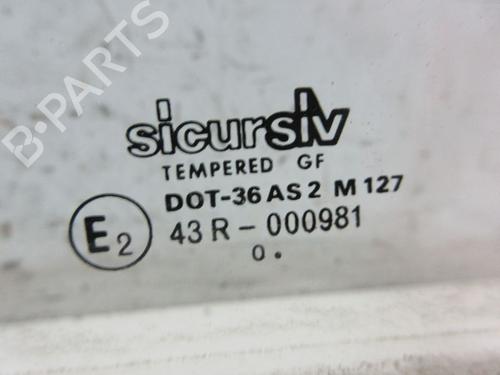 B-PARTS
sicursiv
TEMPERED GF
DOT-36 AS 2 M 127
E2 43 R - 000981
0.